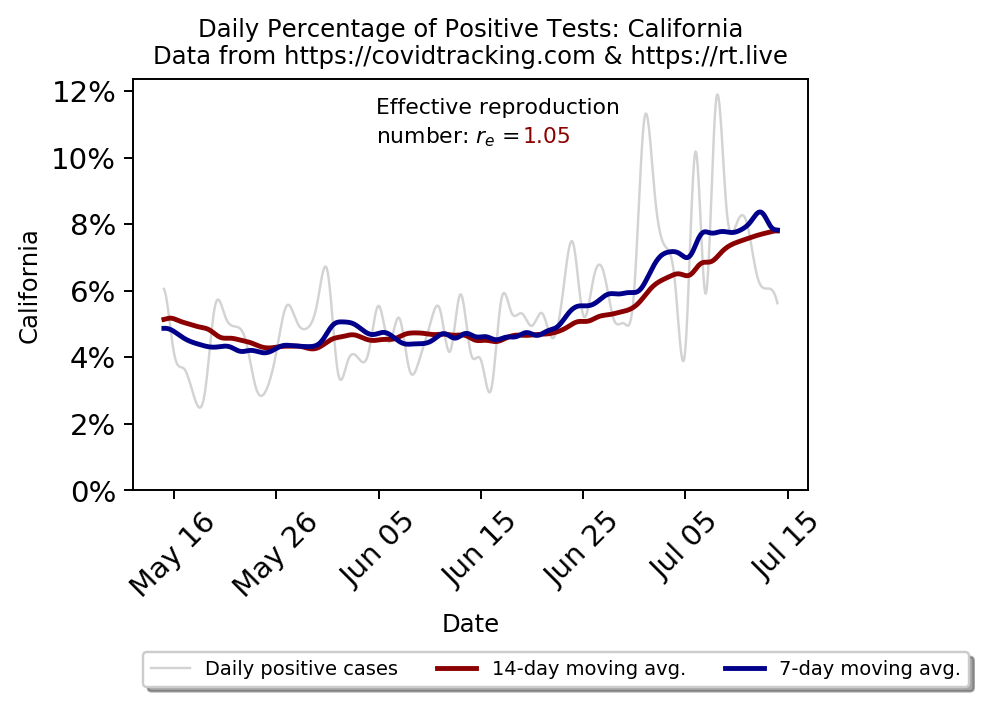 Daily Percentage of Positive Tests: California
Data from https://covidtracking.com & https://rt.live
12%
10%
8%
6%
4%
2%
0%
California
Effective reproduction
number: rₑ =1.05
May 16
May 26
Jun 05
Jun 15
Jun 25
Jul 05
Jul 15
Date
Daily positive cases
14-day moving avg.
7-day moving avg.